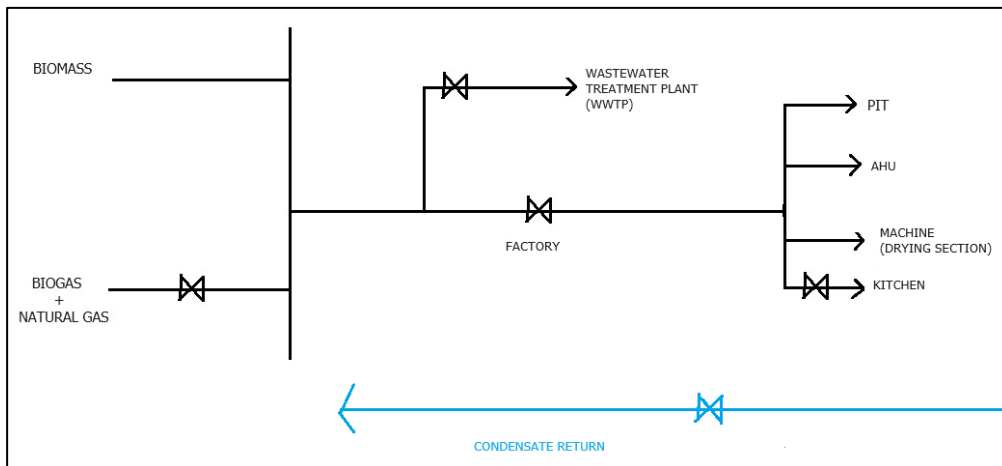 BIOMASS
BIOGAS
+
NATURAL GAS
WASTEWATER
TREATMENT PLANT
(WWTP)
FACTORY
PIT
AHU
MACHINE
(DRYING SECTION)
KITCHEN
CONDENSATE RETURN